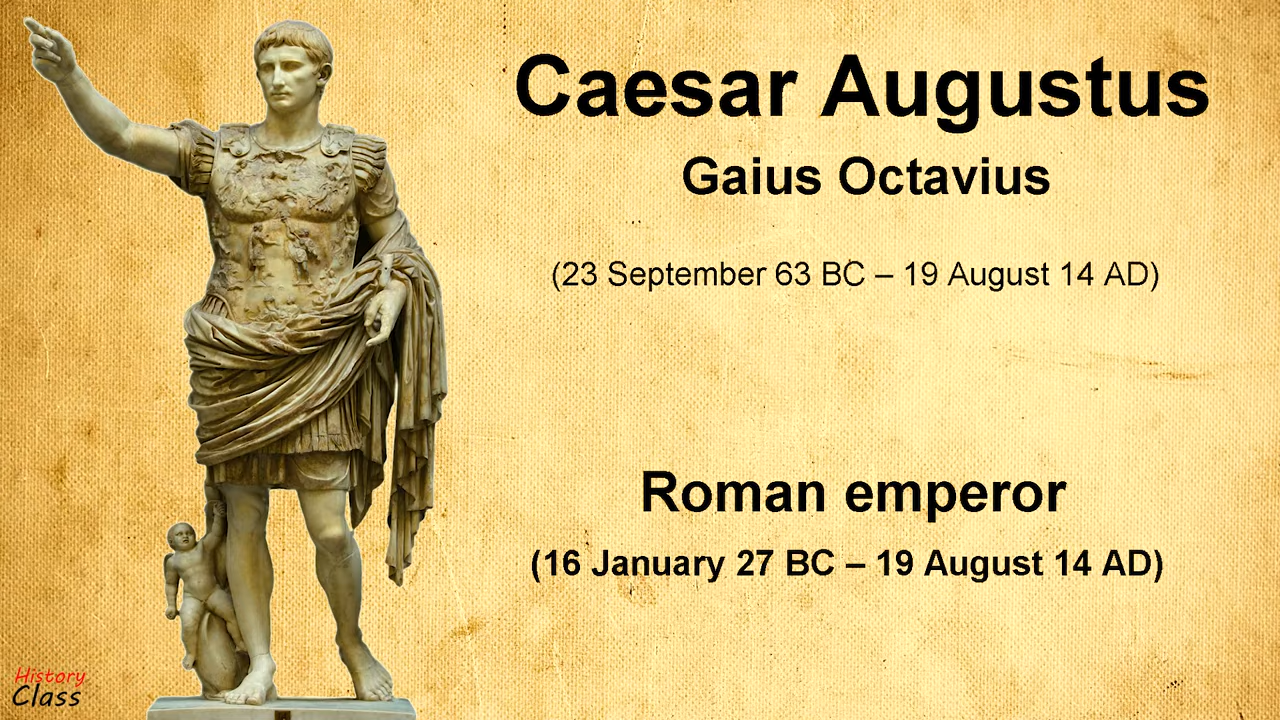 Caesar Augustus
Gaius Octavius
(23 September 63 BC – 19 August 14 AD)
Roman emperor
(16 January 27 BC – 19 August 14 AD)
History
Class